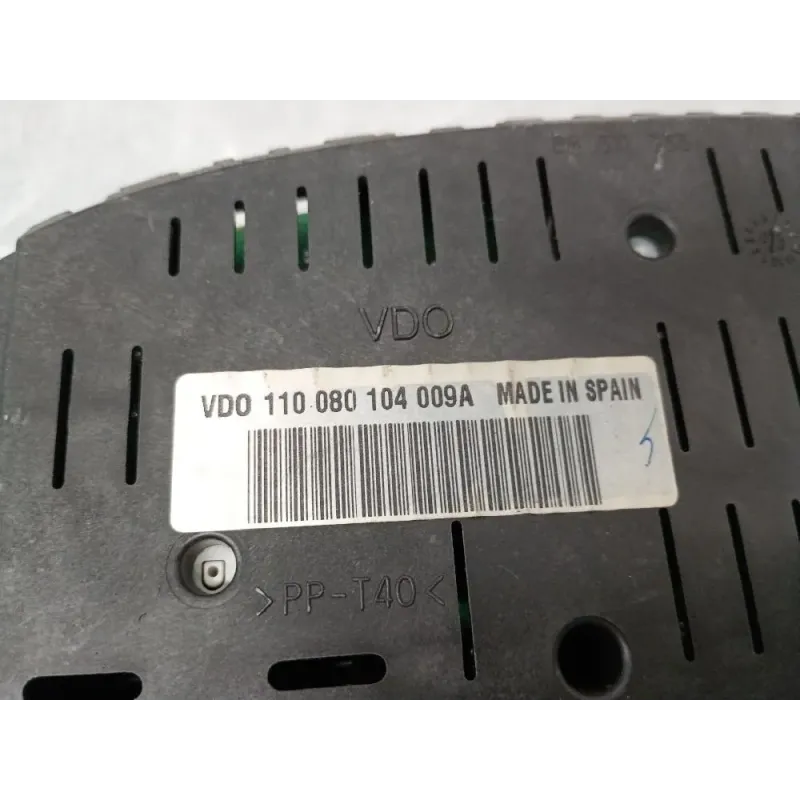 VDO
VDO 110 080 104 009A MADE IN SPAIN
>PP-T40<